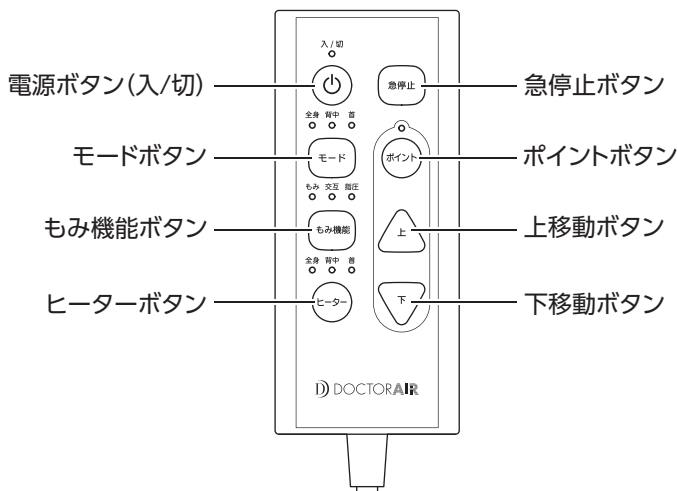 電源ボタン(入/切)
モードボタン
もみ機能ボタン
ヒーターボタン
入/切
急停止
全身 背中 首
モード
ポイント
もみ 交互 指圧
もみ機能
上
全身 背中 首
ヒーター
下
DOCTORAIR
急停止ボタン
ポイントボタン
上移動ボタン
下移動ボタン